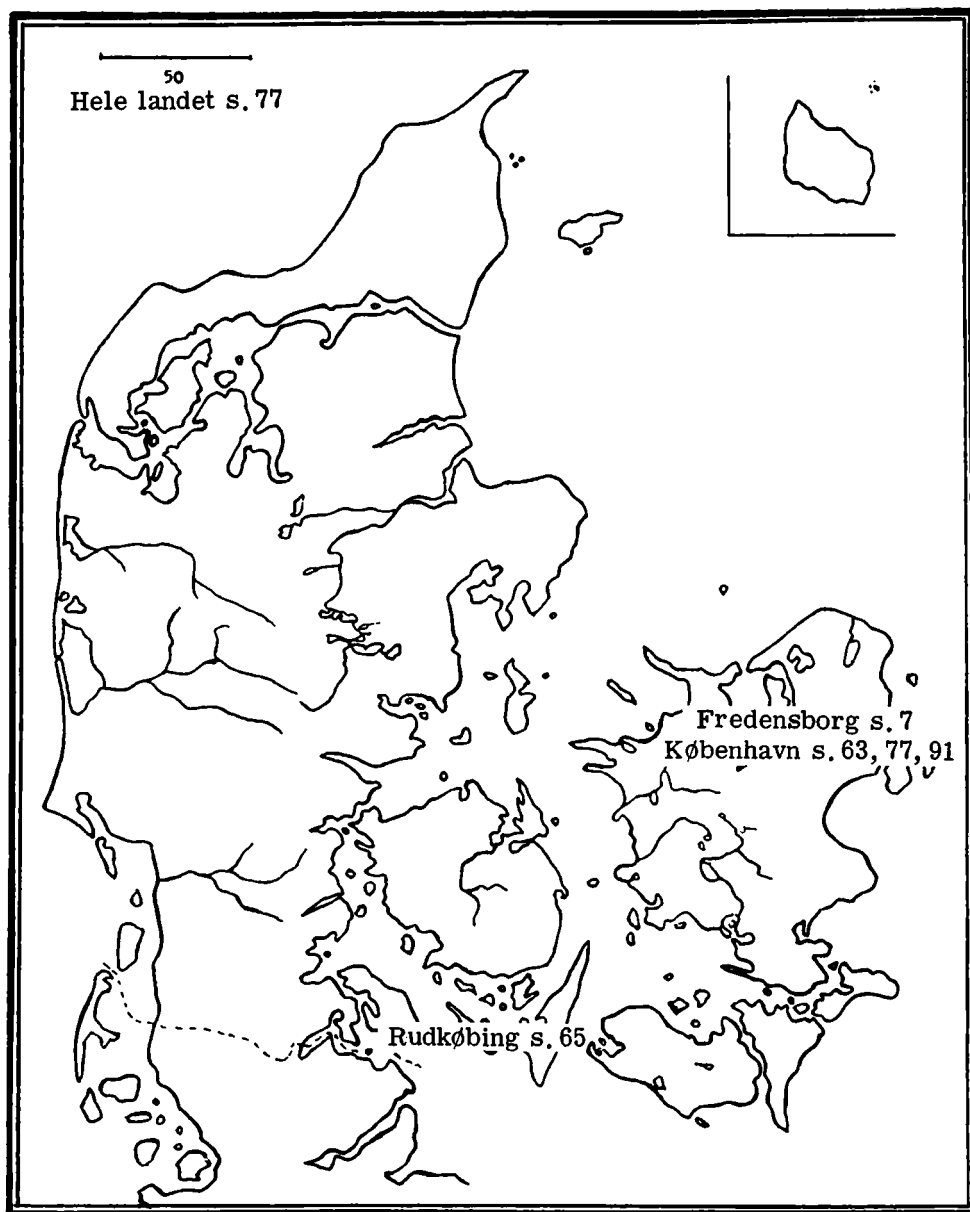 50
Hele landet s. 77
Fredensborg s. 7
København s. 63, 77, 91
Rudkøbing s. 65